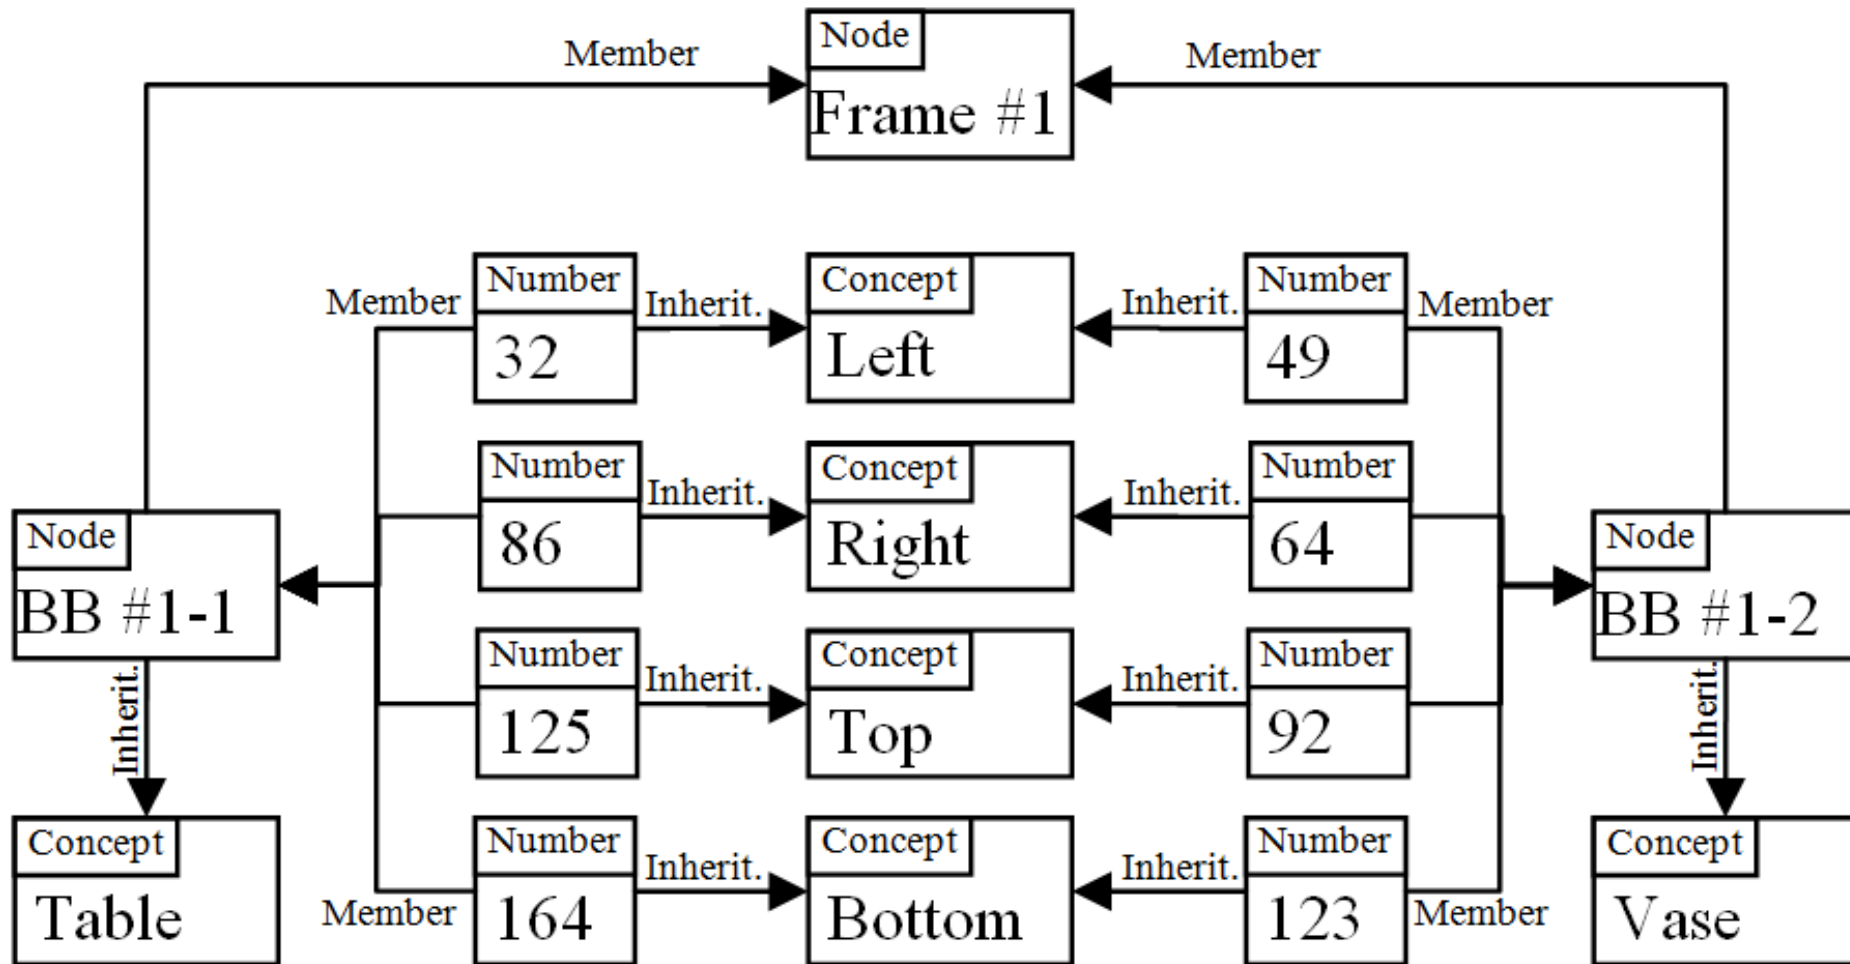 Member
Node
Member
Frame #1
Number
Concept
Number
Member
Inherit.
Inherit.
Member
32
Left
49
Number
Concept
Number
Inherit.
Inherit.
86
Right
64
Node
Node
BB #1-1
BB #1-2
Number
Concept
Number
Inherit.
Inherit.
Inherit.
Inherit.
125
Top
92
Concept
Number
Concept
Number
Concept
Inherit.
Inherit.
Member
Member
Table
164
Bottom
123
Vase